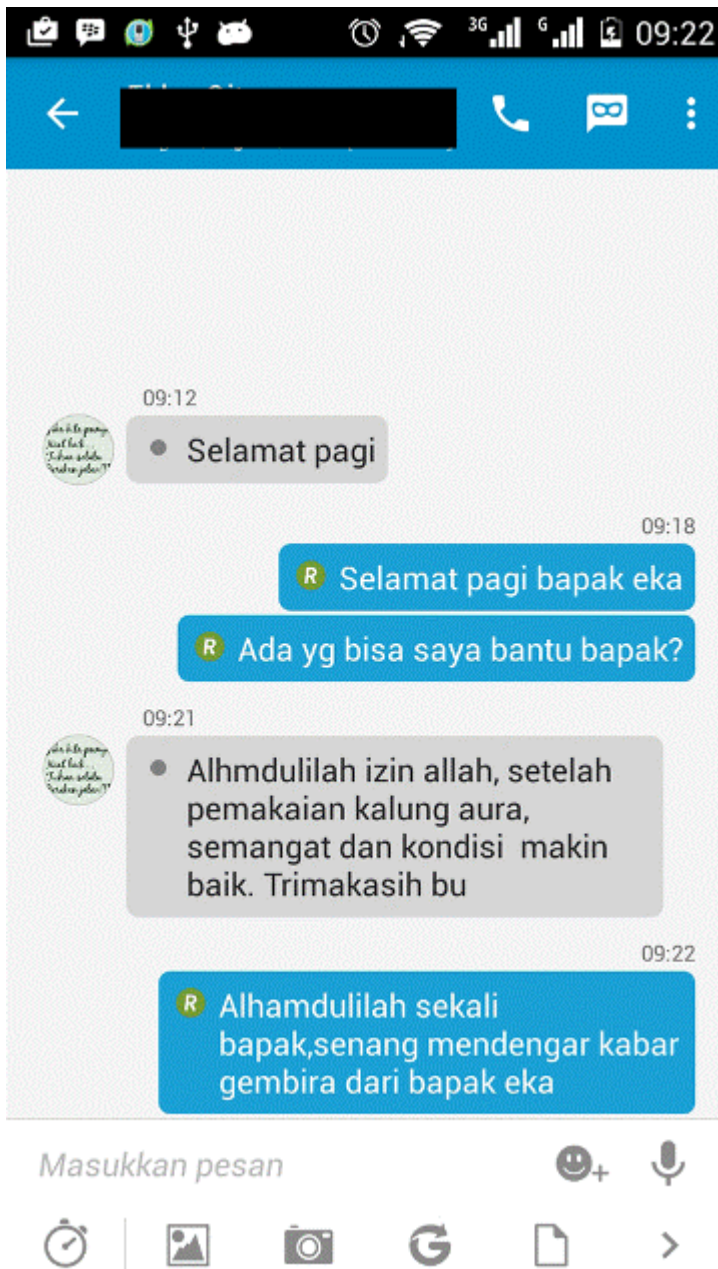 3G G 09:22
09:12
Selamat pagi
09:18
R Selamat pagi bapak eka
R Ada yg bisa saya bantu bapak?
09:21
Alhmdulilah izin allah, setelah
pemakaian kalung aura,
semangat dan kondisi makin
baik. Trimakasih bu
09:22
R Alhamdulilah sekali
bapak,senang mendengar kabar
gembira dari bapak eka
Masukkan pesan